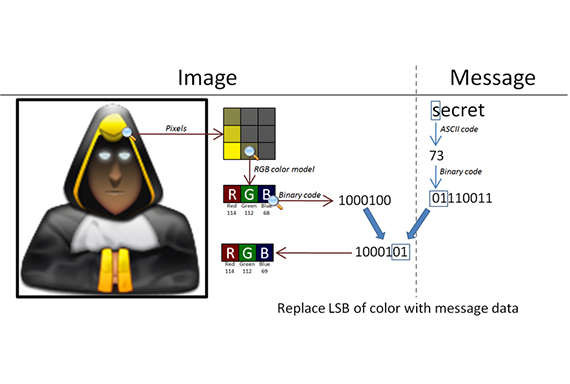 Image
Message
secret
ASCII code
73
Binary code
01110011
Pixels
RGB color model
R G B
Red Green Blue
114 112 68
Binary code
1000100
1000101
R G B
Red Green Blue
114 112 69
Replace LSB of color with message data